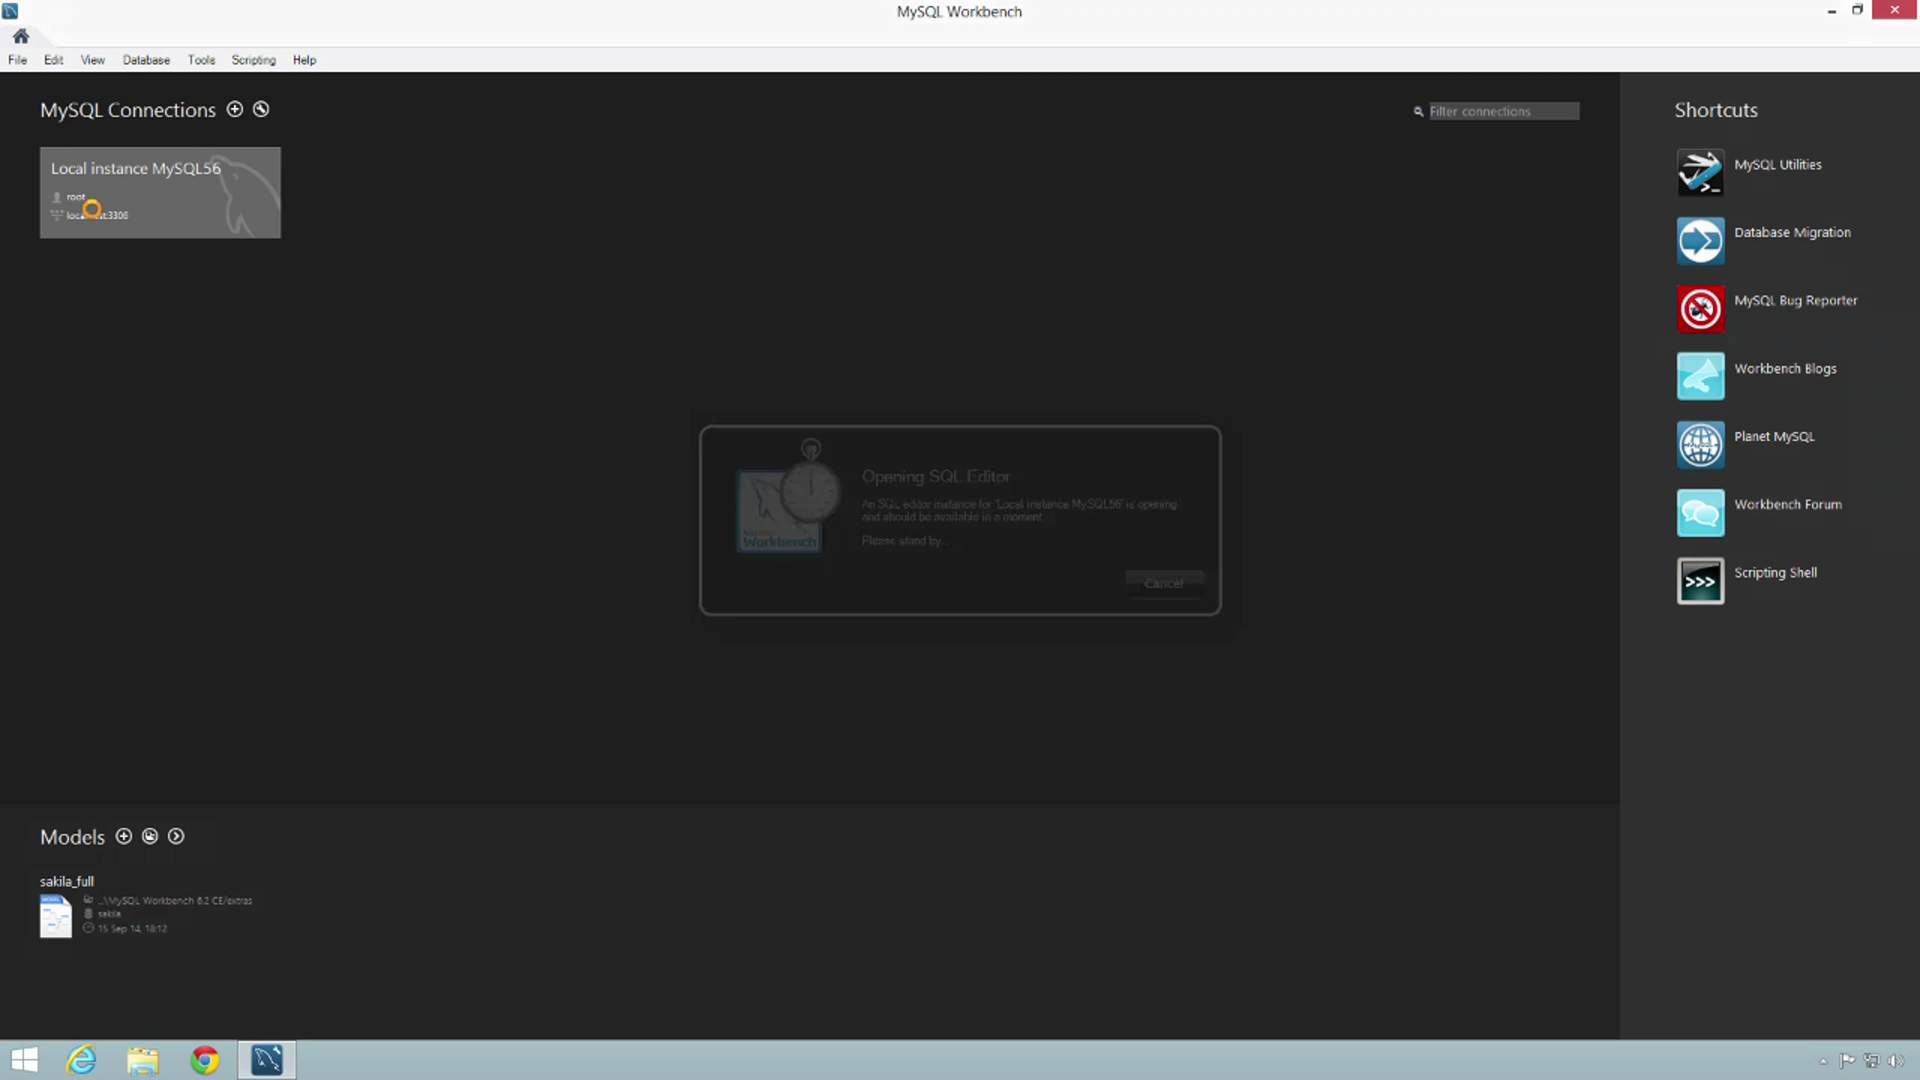 MySQL Workbench
File Edit View Database Tools Scripting Help
MySQL Connections
Filter connections
Local instance MySQL56
root
Shortcuts
MySQL Utilities
Database Migration
MySQL Bug Reporter
Workbench Blogs
Planet MySQL
Workbench Forum
Scripting Shell
>>>
Opening SQL Editor
An SQL editor instance for 'Local instance MySQL56' is opening
and should be available in a moment.
Please stand by...
Workbench
Cancel
Models
sakila_full
...\MySQL Workbench 6.2 CE/extras
sakila
15 Sep 14, 18:12